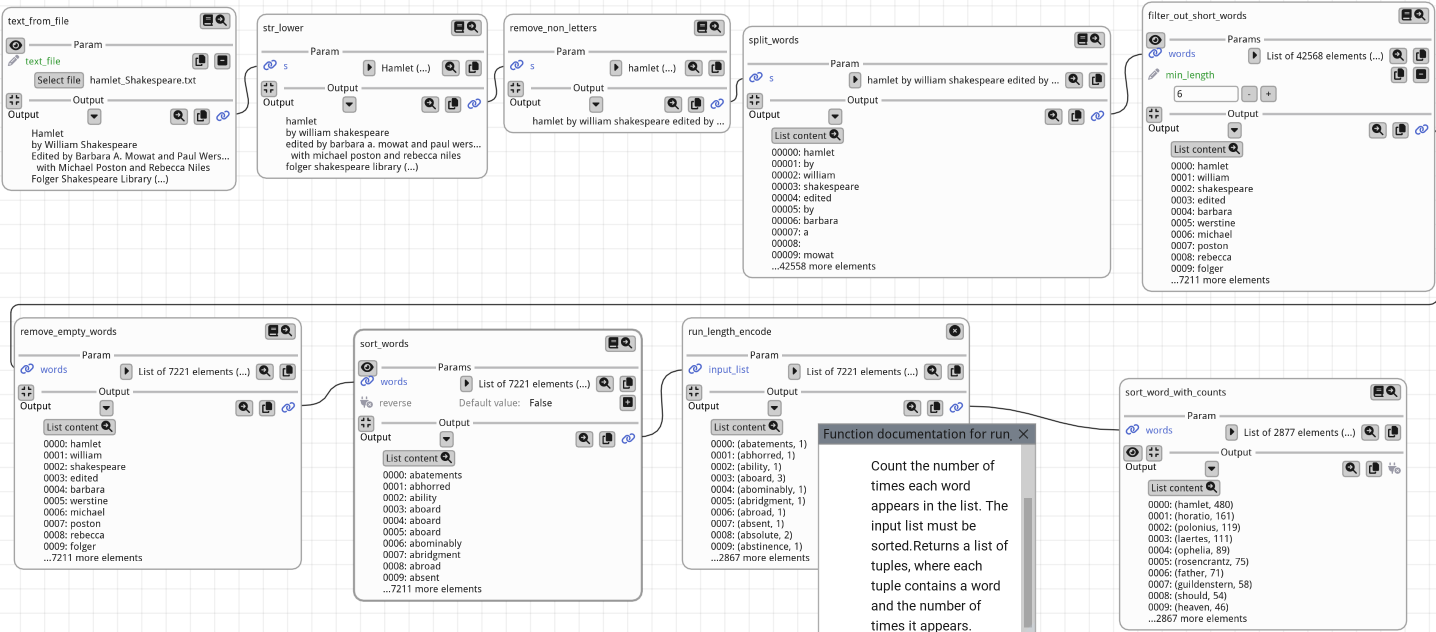 text_from_file
Param
text_file
Select file hamlet_Shakespeare.txt
Output
Output
Hamlet
by William Shakespeare
Edited by Barbara A. Mowat and Paul Wers...
with Michael Poston and Rebecca Niles
Folger Shakespeare Library (...)
str_lower
Param
s Hamlet (...)
Output
Output
hamlet
by william shakespeare
edited by barbara a. mowat and paul wers...
with michael poston and rebecca niles
folger shakespeare library (...)
remove_non_letters
Param
s hamlet (...)
Output
Output
hamlet by william shakespeare edited by ...
split_words
Param
s hamlet by william shakespeare edited by ...
Output
Output
List content
00000: hamlet
00001: by
00002: william
00003: shakespeare
00004: edited
00005: by
00006: barbara
00007: a
00008:
00009: mowat
...42558 more elements
filter_out_short_words
Params
words List of 42568 elements (...)
min_length
6 - +
Output
Output
List content
0000: hamlet
0001: william
0002: shakespeare
0003: edited
0004: barbara
0005: werstine
0006: michael
0007: poston
0008: rebecca
0009: folger
...7211 more elements
remove_empty_words
Param
words List of 7221 elements (...)
Output
Output
List content
0000: hamlet
0001: william
0002: shakespeare
0003: edited
0004: barbara
0005: werstine
0006: michael
0007: poston
0008: rebecca
0009: folger
...7211 more elements
sort_words
Params
words List of 7221 elements (...)
reverse Default value: False
Output
Output
List content
0000: abatements
0001: abhorred
0002: ability
0003: aboard
0004: aboard
0005: aboard
0006: abominably
0007: abridgment
0008: abroad
0009: absent
...7211 more elements
run_length_encode
Param
input_list List of 7221 elements (...)
Output
Output
List content
0000: (abatements, 1)
0001: (abhorred, 1)
0002: (ability, 1)
0003: (aboard, 3)
0004: (abominably, 1)
0005: (abridgment, 1)
0006: (abroad, 1)
0007: (absent, 1)
0008: (absolute, 2)
0009: (abstinence, 1)
...2867 more elements
Function documentation for run_
Count the number of
times each word
appears in the list. The
input list must be
sorted.Returns a list of
tuples, where each
tuple contains a word
and the number of
times it appears.
sort_word_with_counts
Param
words List of 2877 elements (...)
Output
Output
List content
0000: (hamlet, 480)
0001: (horatio, 161)
0002: (polonius, 119)
0003: (laertes, 111)
0004: (ophelia, 89)
0005: (rosencrantz, 75)
0006: (father, 71)
0007: (guildenstern, 58)
0008: (should, 54)
0009: (heaven, 46)
...2867 more elements